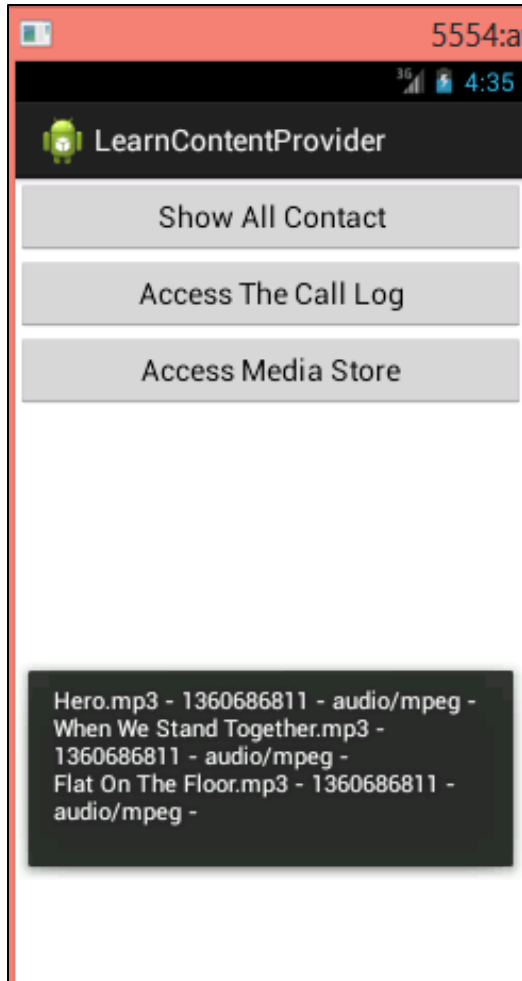 5554:a
3G 4:35
LearnContentProvider
Show All Contact
Access The Call Log
Access Media Store
Hero.mp3 - 1360686811 - audio/mpeg -
When We Stand Together.mp3 -
1360686811 - audio/mpeg -
Flat On The Floor.mp3 - 1360686811 -
audio/mpeg -